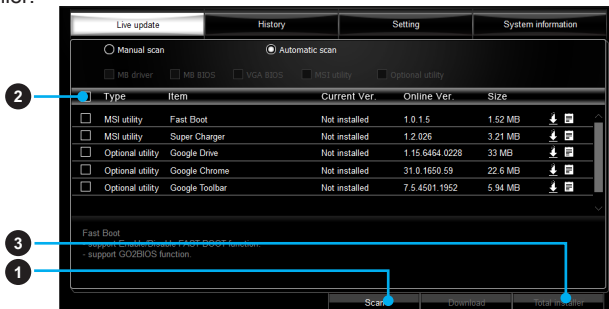 Live update History Setting System information
Manual scan Automatic scan
MB driver MB BIOS VGA BIOS MSI utility Optional utility
2
Type Item Current Ver. Online Ver. Size
MSI utility Fast Boot Not installed 1.0.1.5 1.52 MB
MSI utility Super Charger Not installed 1.2.026 3.21 MB
Optional utility Google Drive Not installed 1.15.6464.0228 33 MB
Optional utility Google Chrome Not installed 31.0.1650.59 22.6 MB
Optional utility Google Toolbar Not installed 7.5.4501.1952 5.94 MB
Fast Boot
3
- support Enable/Disable FAST BOOT function.
- support GO2BIOS function.
1
Scan Download Total installer